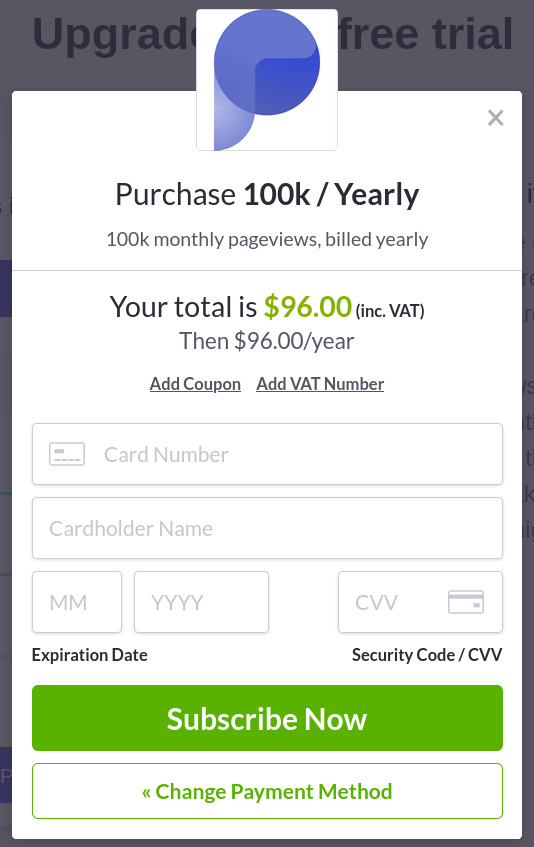 Upgrade free trial
Purchase 100k / Yearly
100k monthly pageviews, billed yearly
Your total is $96.00 (inc. VAT)
Then $96.00/year
Add Coupon Add VAT Number
Card Number
Cardholder Name
MM YYYY CVV
Expiration Date Security Code / CVV
Subscribe Now
« Change Payment Method